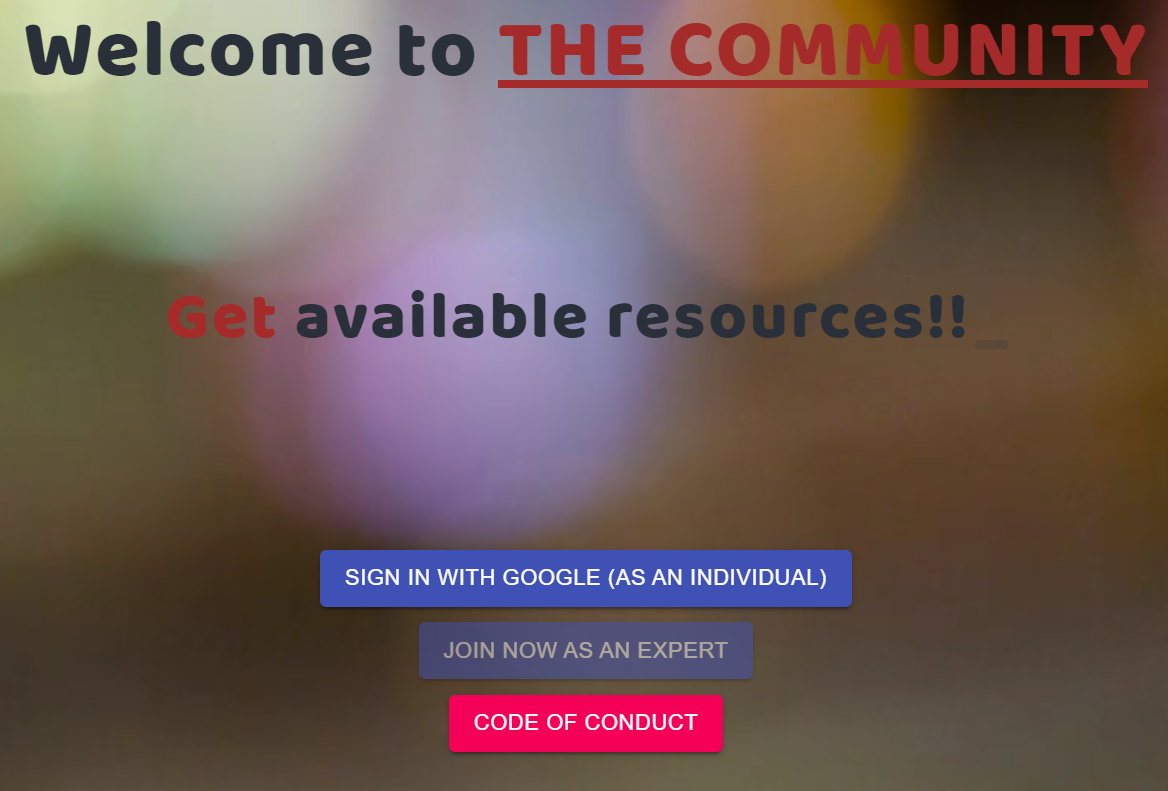 Welcome to THE COMMUNITY
Get available resources!!_
SIGN IN WITH GOOGLE (AS AN INDIVIDUAL)
JOIN NOW AS AN EXPERT
CODE OF CONDUCT